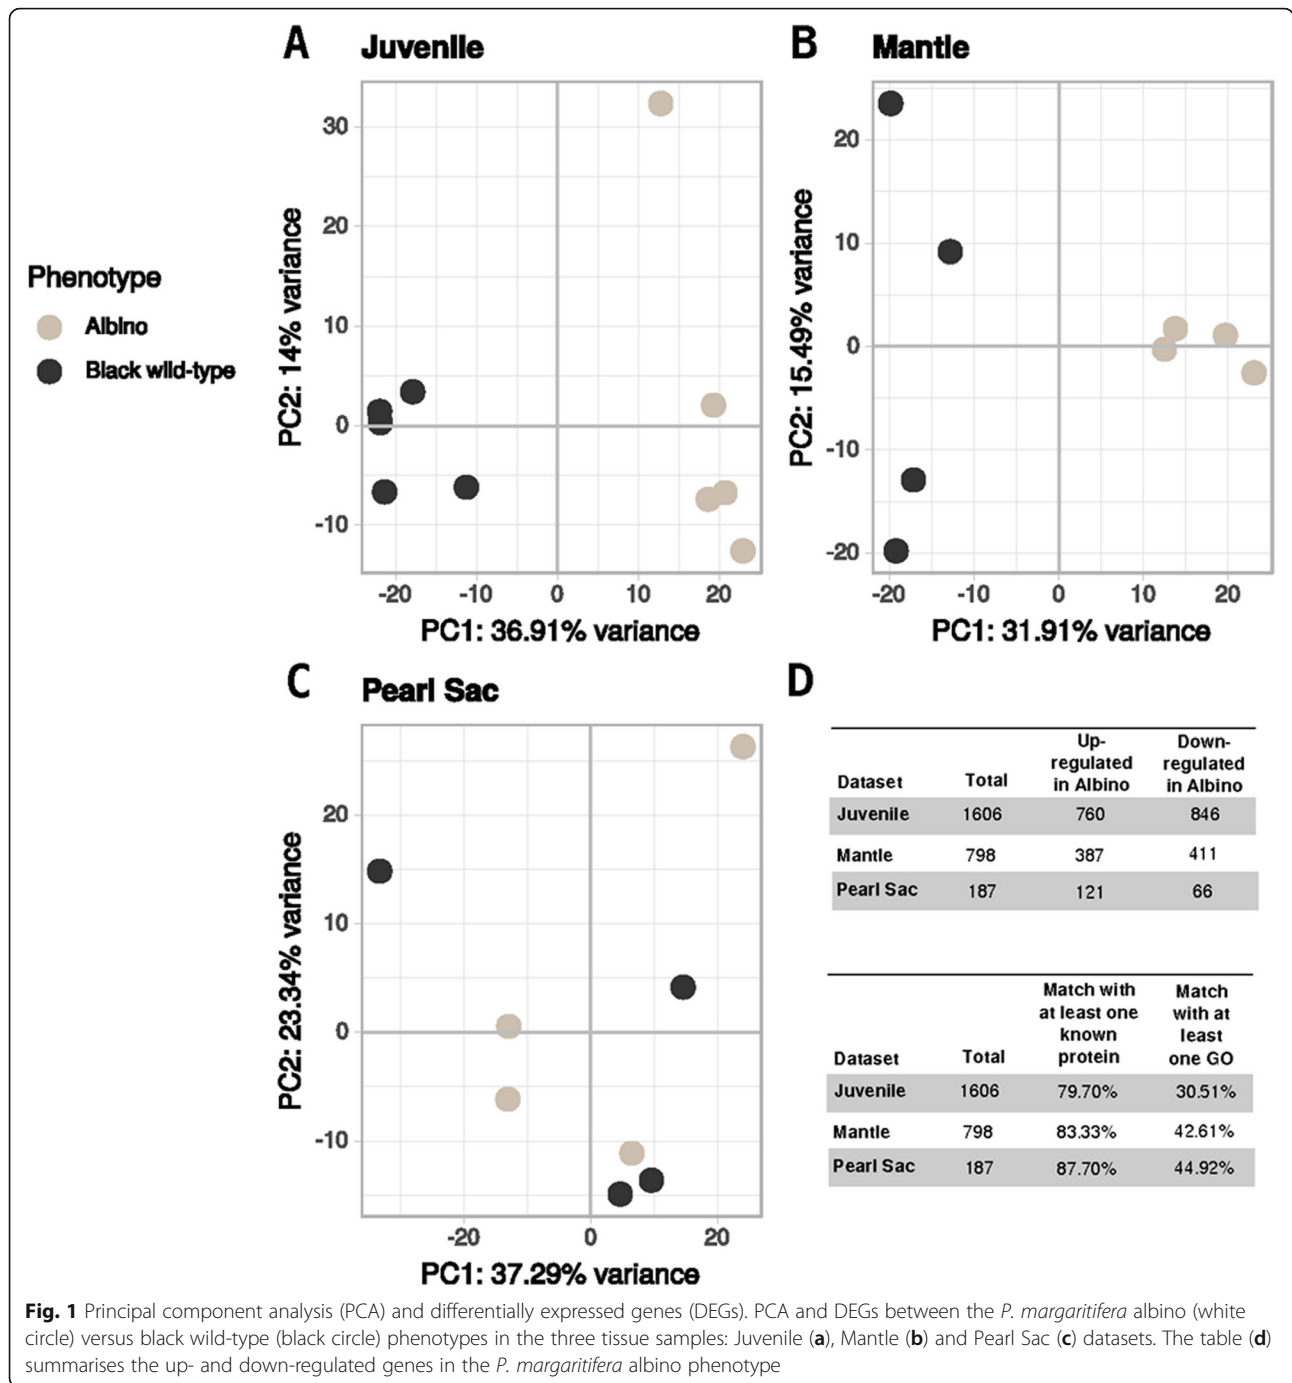 A Juvenile
30
20
10
0
-10
-20 -10 0 10 20
PC2: 14% variance
PC1: 36.91% variance
Phenotype
Albino
Black wild-type
B Mantle
20
10
0
-10
-20
-20 -10 0 10 20
PC2: 15.49% variance
PC1: 31.91% variance
C Pearl Sac
20
10
0
-10
-20 0 20
PC2: 23.34% variance
PC1: 37.29% variance
D
Up-
regulated
in Albino
Down-
regulated
in Albino
Dataset Total
Juvenile 1606 760 846
Mantle 798 387 411
Pearl Sac 187 121 66
Match with
at least one
known
protein
Match
with at
least
one GO
Dataset Total
Juvenile 1606 79.70% 30.51%
Mantle 798 83.33% 42.61%
Pearl Sac 187 87.70% 44.92%
Fig. 1 Principal component analysis (PCA) and differentially expressed genes (DEGs). PCA and DEGs between the P. margaritifera albino (white
circle) versus black wild-type (black circle) phenotypes in the three tissue samples: Juvenile (a), Mantle (b) and Pearl Sac (c) datasets. The table (d)
summarises the up- and down-regulated genes in the P. margaritifera albino phenotype